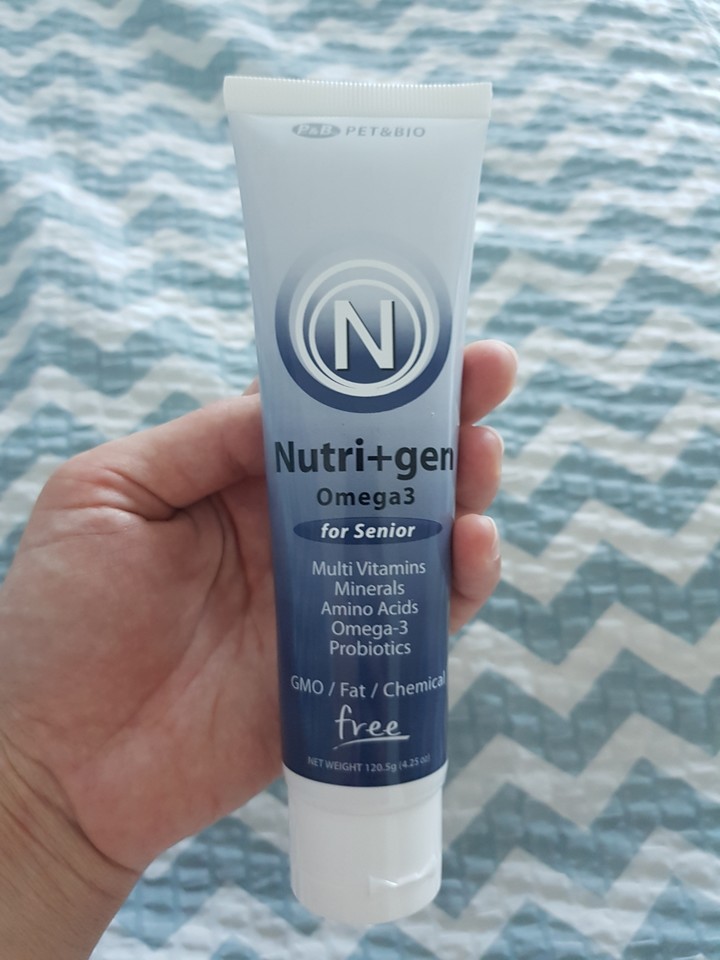 P&B PET&BIO
N
Nutri+gen
Omega3
for Senior
Multi Vitamins
Minerals
Amino Acids
Omega-3
Probiotics
GMO / Fat / Chemical
free
NET WEIGHT 120.5g (4.25 oz)